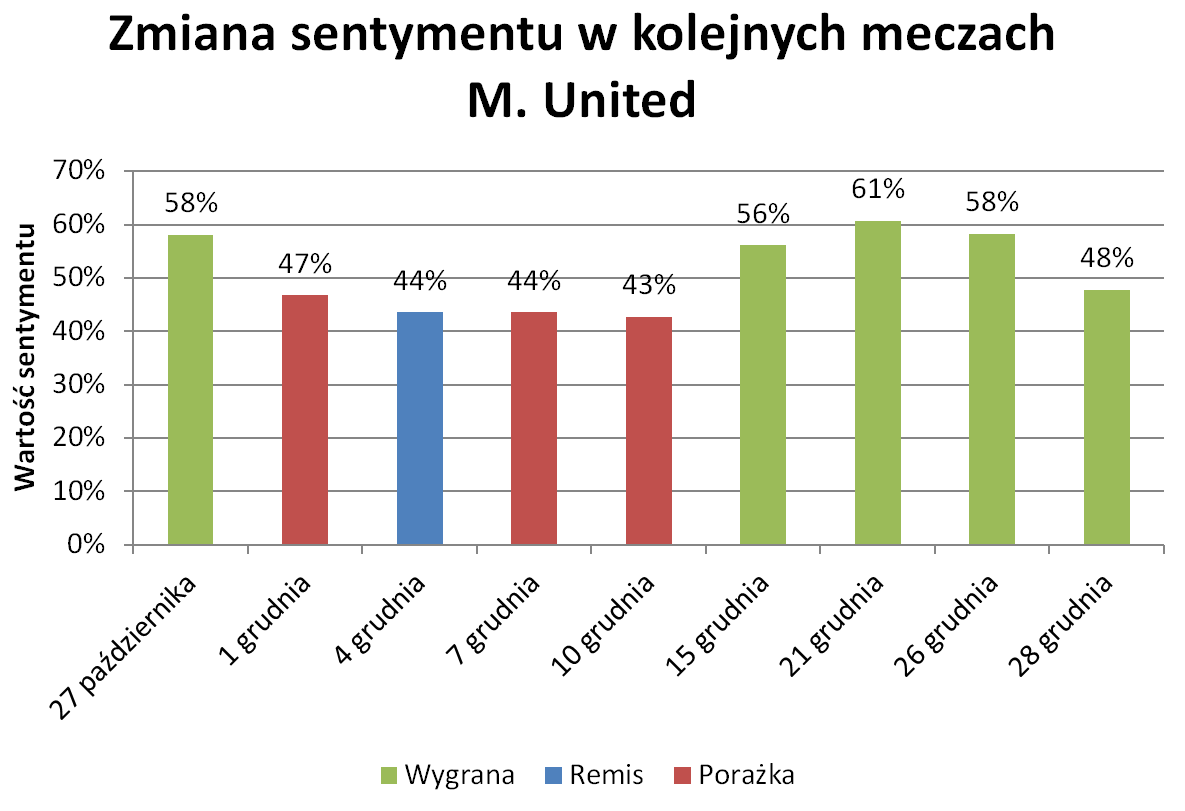 Zmiana sentymentu w kolejnych meczach
M. United
Wartość sentymentu
70%
60%
50%
40%
30%
20%
10%
0%
58%
47%
44%
44%
43%
56%
61%
58%
48%
27 października
1 grudnia
4 grudnia
7 grudnia
10 grudnia
15 grudnia
21 grudnia
26 grudnia
28 grudnia
Wygrana
Remis
Porażka